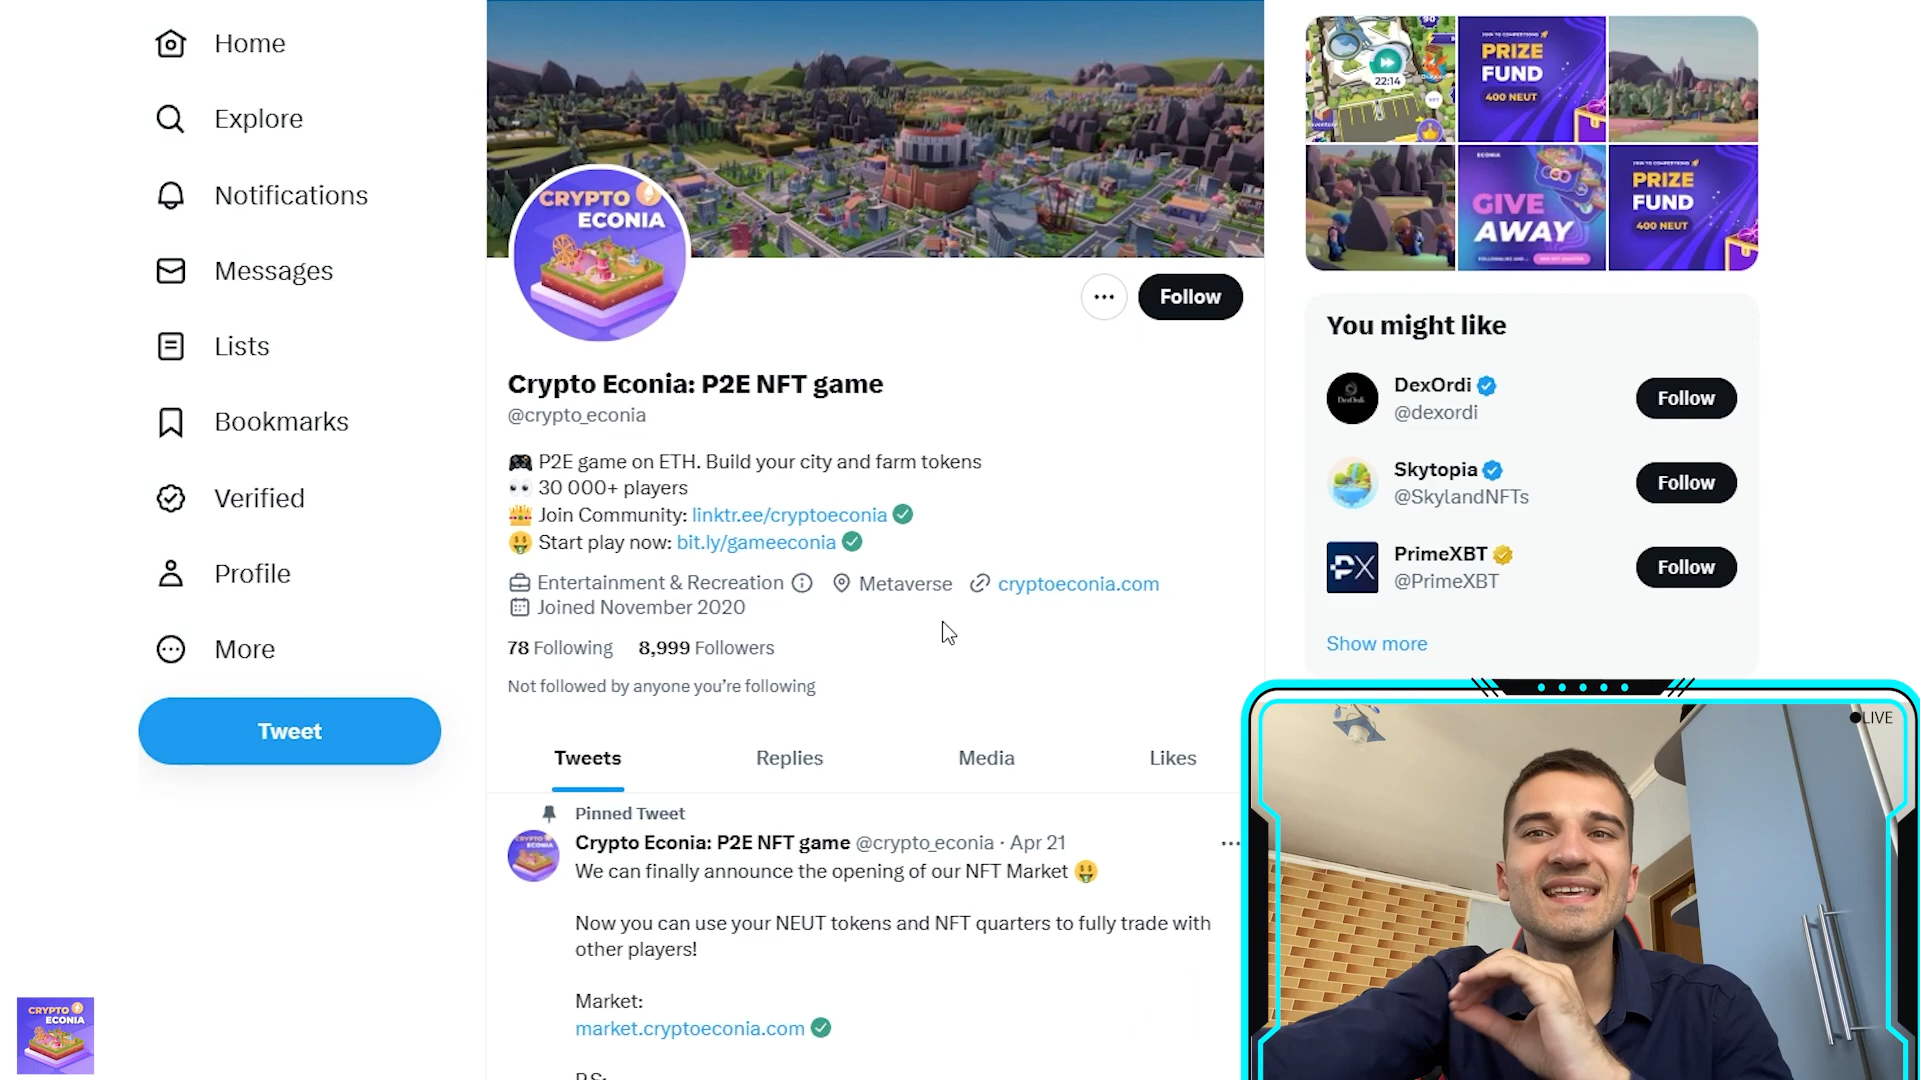 Home
Explore
Notifications
Messages
Lists
Bookmarks
Verified
Profile
More
Tweet
CRYPTO
ECONIA
CRYPTO
ECONIA
Follow
Crypto Econia: P2E NFT game
@crypto_econia
P2E game on ETH. Build your city and farm tokens
30 000+ players
Join Community: linktr.ee/cryptoeconia
Start play now: bit.ly/gameeconia
Entertainment & Recreation Metaverse cryptoeconia.com
Joined November 2020
78 Following 8,999 Followers
Not followed by anyone you're following
Tweets Replies Media Likes
Pinned Tweet
Crypto Econia: P2E NFT game @crypto_econia · Apr 21
We can finally announce the opening of our NFT Market
Now you can use your NEUT tokens and NFT quarters to fully trade with
other players!
Market:
market.cryptoeconia.com
22:14
PRIZE
FUND
400 NEUT
ECONIA
GIVE
AWAY
PRIZE
FUND
400 NEUT
You might like
DexOrdi
@dexordi
Follow
Skytopia
@SkylandNFTs
Follow
PrimeXBT
@PrimeXBT
Follow
Show more
LIVE